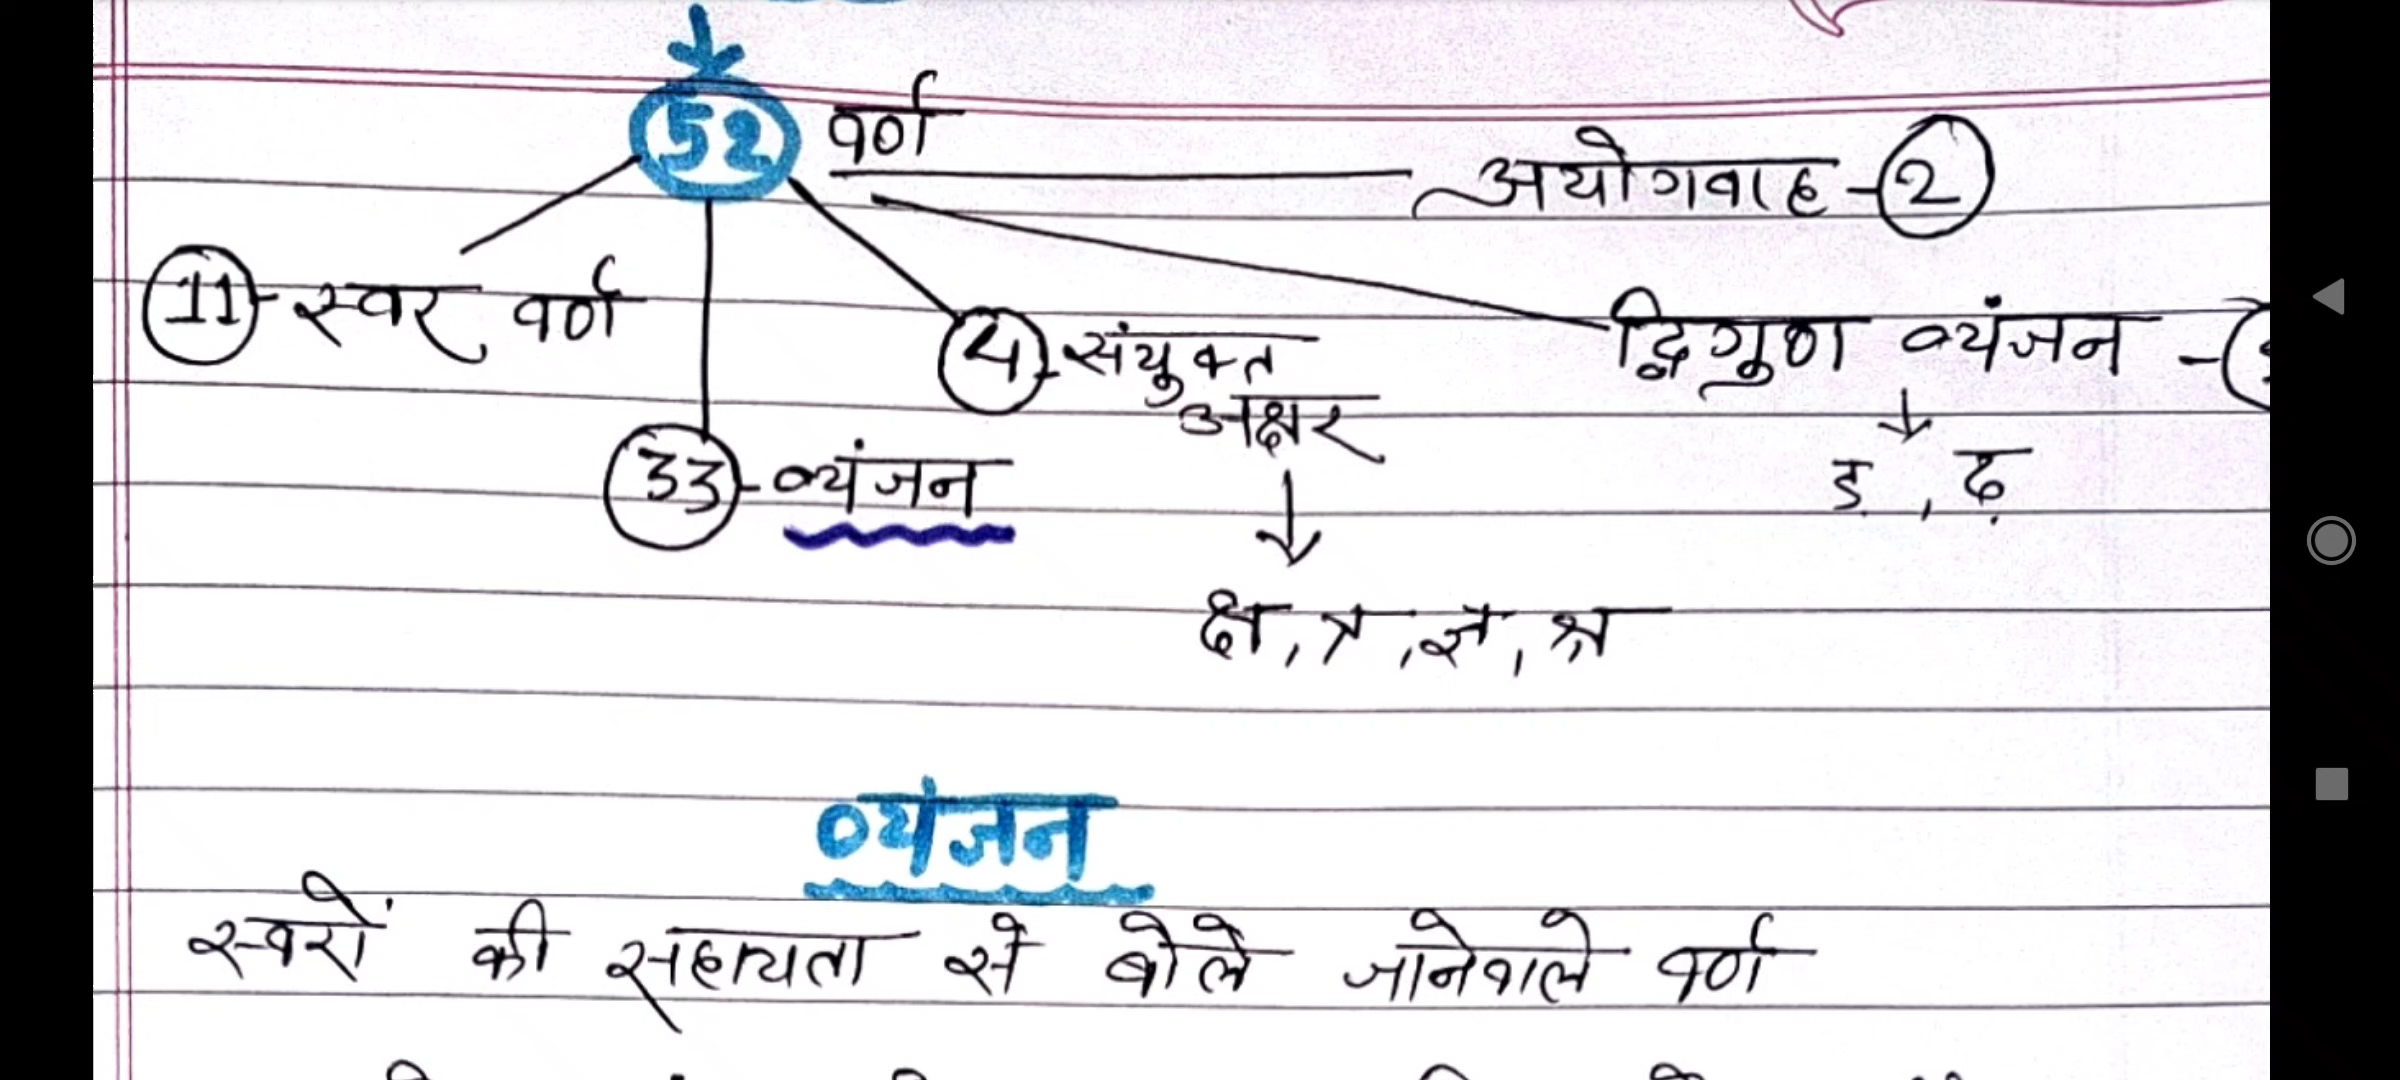 52 वर्ण
अयोगवाह - 2
11 - स्वर वर्ण
4 - संयुक्त अक्षर
द्विगुण व्यंजन -
33 - व्यंजन
ड़, ढ़
क्ष, त्र, ज्ञ, श्र
व्यंजन
स्वरों की सहायता से बोले जानेवाले वर्ण